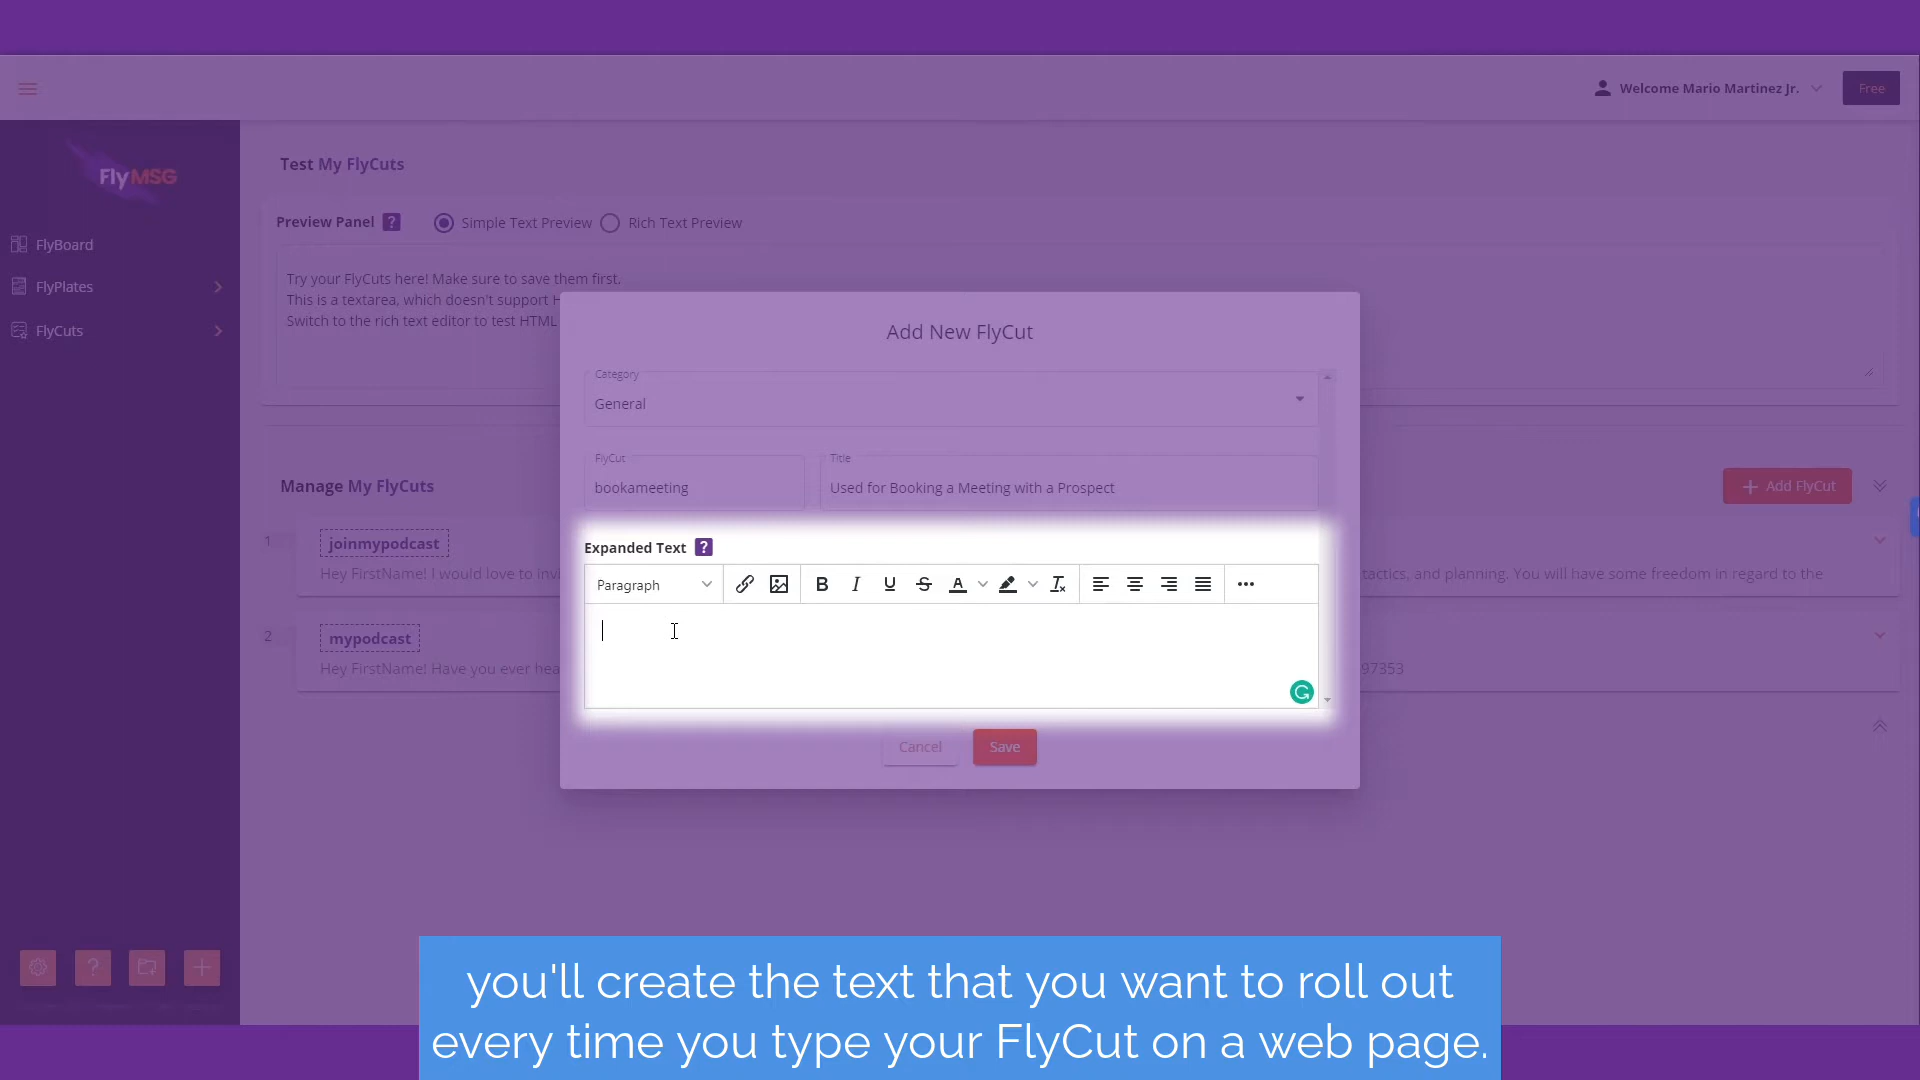 Welcome Mario Martinez Jr.
Free
FlyMSG
FlyBoard
FlyPlates
FlyCuts
Test My FlyCuts
Preview Panel ?
Simple Text Preview
Rich Text Preview
Try your FlyCuts here! Make sure to save them first.
This is a textarea, which doesn't support H
Switch to the rich text editor to test HTML
Manage My FlyCuts
+ Add FlyCut
1
joinmypodcast
Hey FirstName! I would love to invi
tactics, and planning. You will have some freedom in regard to the
2
mypodcast
Hey FirstName! Have you ever hea
97353
Add New FlyCut
Category
General
FlyCut
bookameeting
Title
Used for Booking a Meeting with a Prospect
Expanded Text ?
Paragraph
B I U S A
Cancel
Save
?
you'll create the text that you want to roll out
every time you type your FlyCut on a web page.